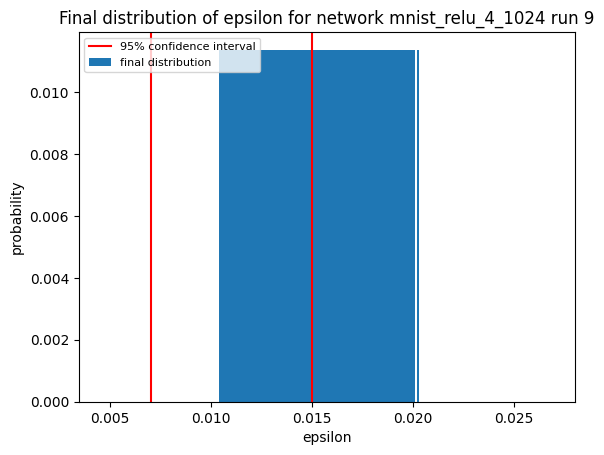 Final distribution of epsilon for network mnist_relu_4_1024 run 9
95% confidence interval
final distribution
0.010
0.008
0.006
0.004
0.002
0.000
probability
0.005
0.010
0.015
0.020
0.025
epsilon